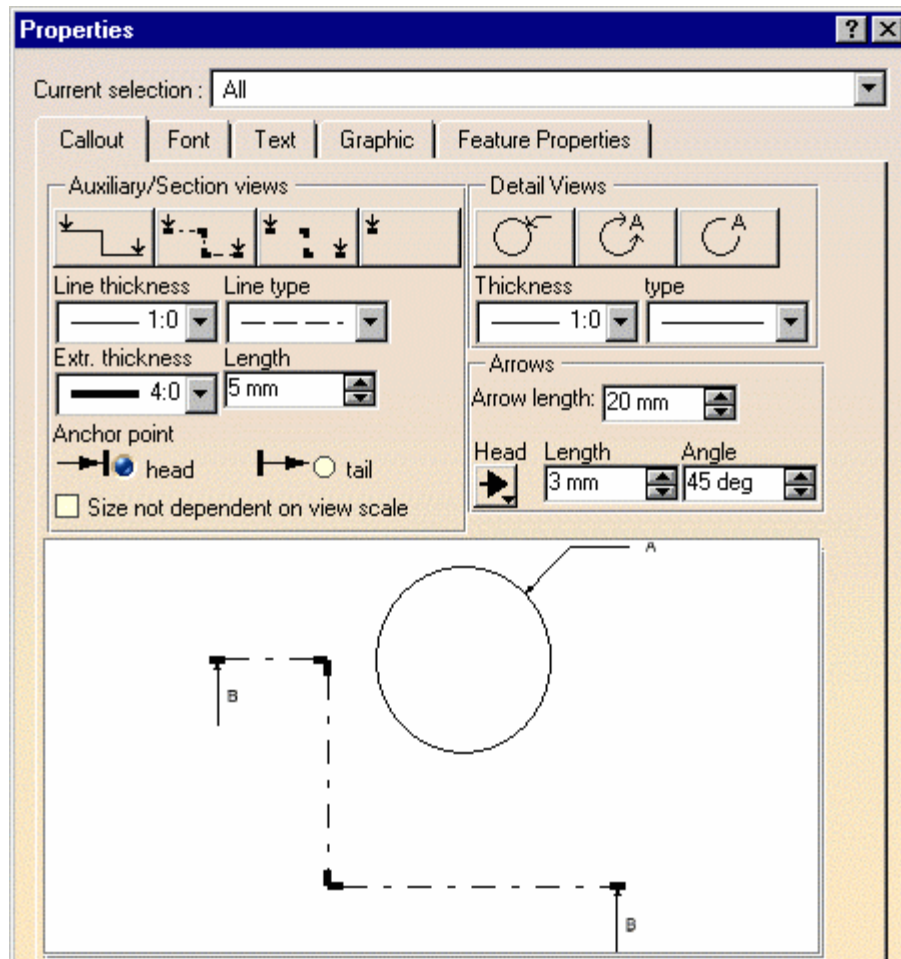 Properties
Current selection : All
Callout Font Text Graphic Feature Properties
Auxiliary/Section views
Detail Views
A A
Line thickness Line type
Thickness type
1:0
1:0
Extr. thickness Length
4:0 5 mm
Arrows
Arrow length: 20 mm
Anchor point
head tail
Head Length Angle
3 mm 45 deg
Size not dependent on view scale
A
B
B